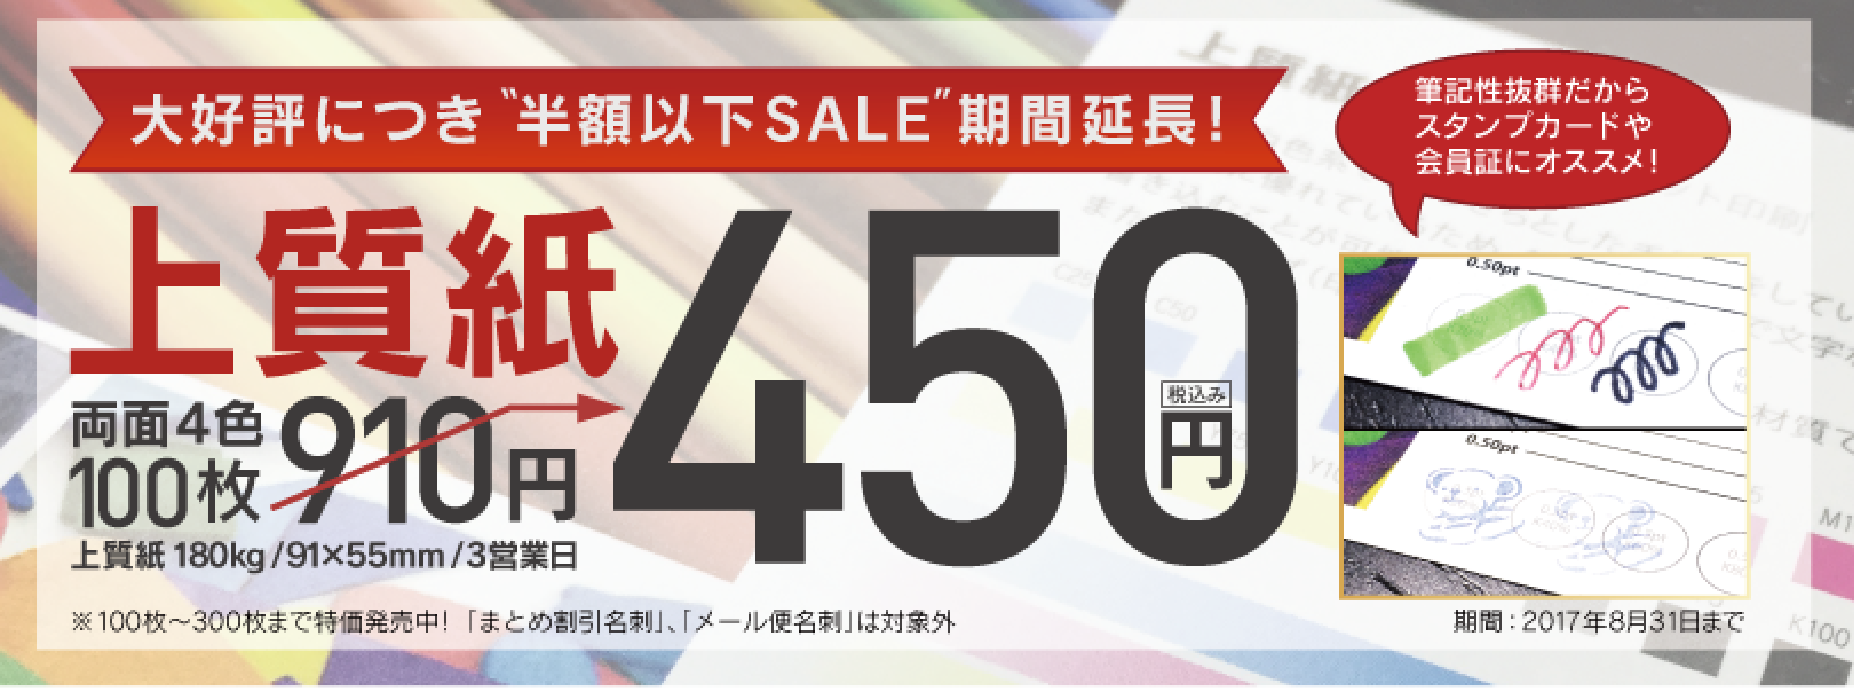 大好評につき“半額以下SALE”期間延長！
筆記性抜群だから
スタンプカードや
会員証にオススメ！
上質紙
両面4色
100枚
910円
450
税込み
円
上質紙 180kg/91×55mm/3営業日
※100枚～300枚まで特価発売中！「まとめ割引名刺」、「メール便名刺」は対象外
期間：2017年8月31日まで
0.50pt
0.50pt
上質紙
C50
M1
K100